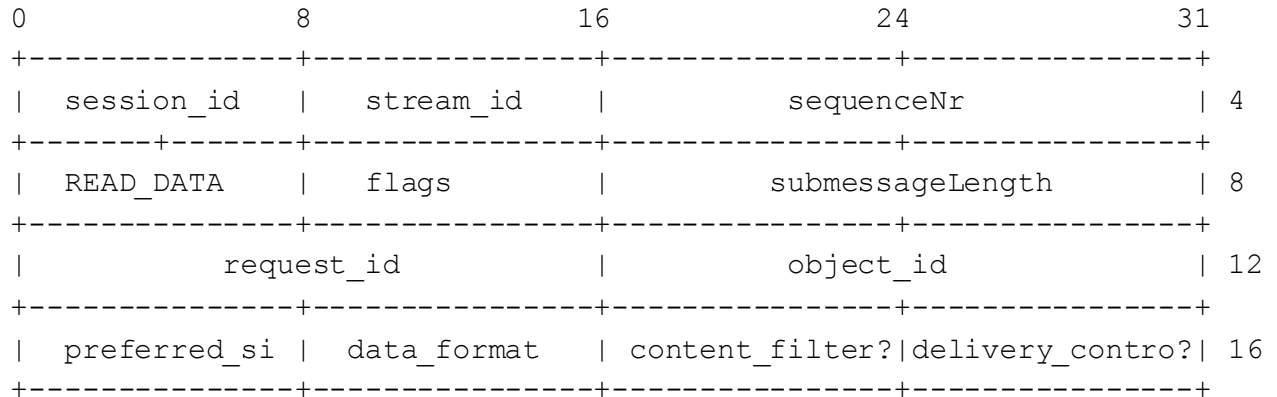 0 8 16 24 31
+---------------+---------------+---------------+---------------+
| session_id | stream_id | sequenceNr | 4
+-------+-------+---------------+---------------+---------------+
| READ_DATA | flags | submessageLength | 8
+---------------+---------------+---------------+---------------+
| request_id | object_id | 12
+---------------+---------------+---------------+---------------+
| preferred_si | data_format | content_filter?|delivery_contro?| 16
+---------------+---------------+---------------+---------------+